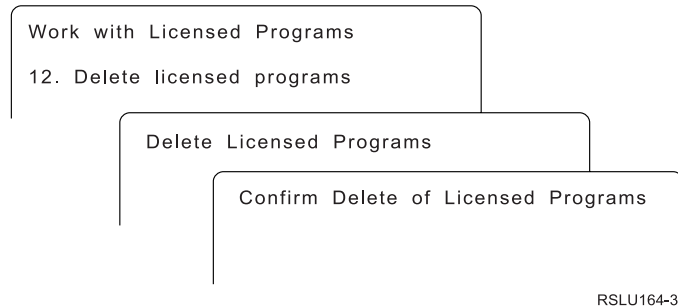 Work with Licensed Programs
12. Delete licensed programs
Delete Licensed Programs
Confirm Delete of Licensed Programs
RSLU164-3